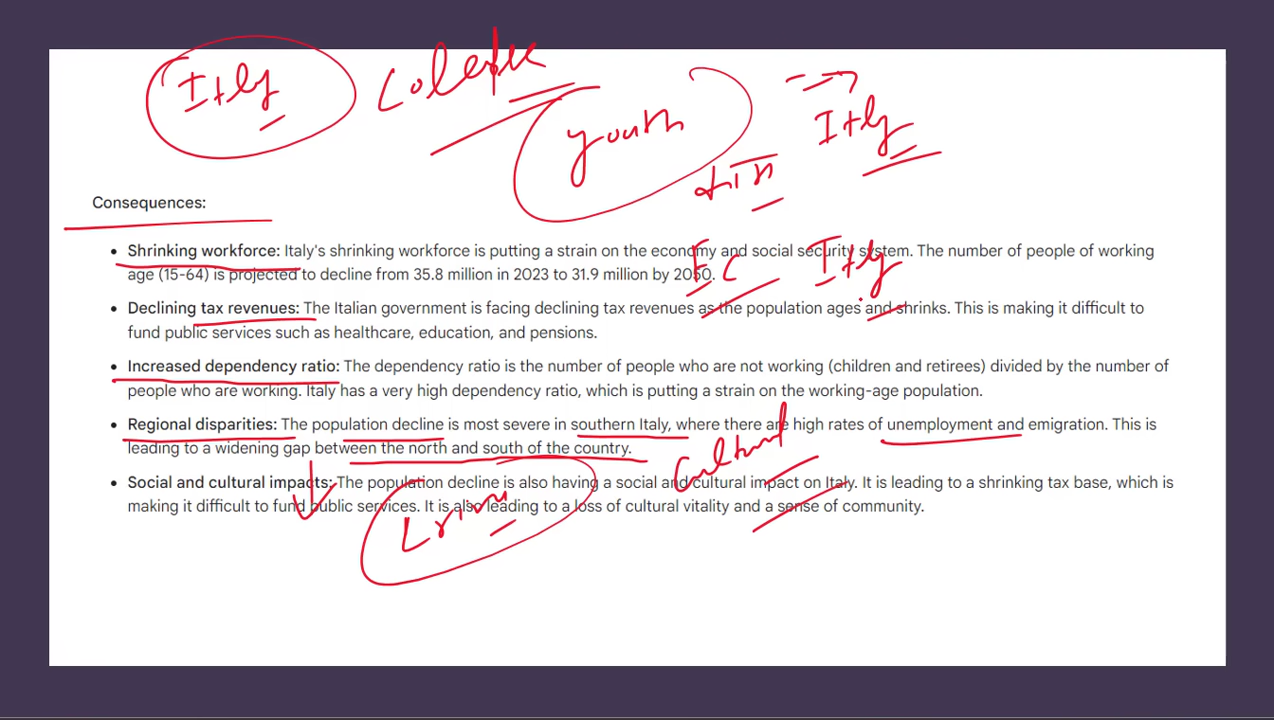 Itly
youth
Itly
Consequences:
• Shrinking workforce: Italy's shrinking workforce is putting a strain on the economy and social security system. The number of people of working
age (15-64) is projected to decline from 35.8 million in 2023 to 31.9 million by 2050.
EC Itly
• Declining tax revenues: The Italian government is facing declining tax revenues as the population ages and shrinks. This is making it difficult to
fund public services such as healthcare, education, and pensions.
• Increased dependency ratio: The dependency ratio is the number of people who are not working (children and retirees) divided by the number of
people who are working. Italy has a very high dependency ratio, which is putting a strain on the working-age population.
• Regional disparities: The population decline is most severe in southern Italy, where there are high rates of unemployment and emigration. This is
leading to a widening gap between the north and south of the country.
Cultural
• Social and cultural impacts: The population decline is also having a social and cultural impact on Italy. It is leading to a shrinking tax base, which is
making it difficult to fund public services. It is also leading to a loss of cultural vitality and a sense of community.